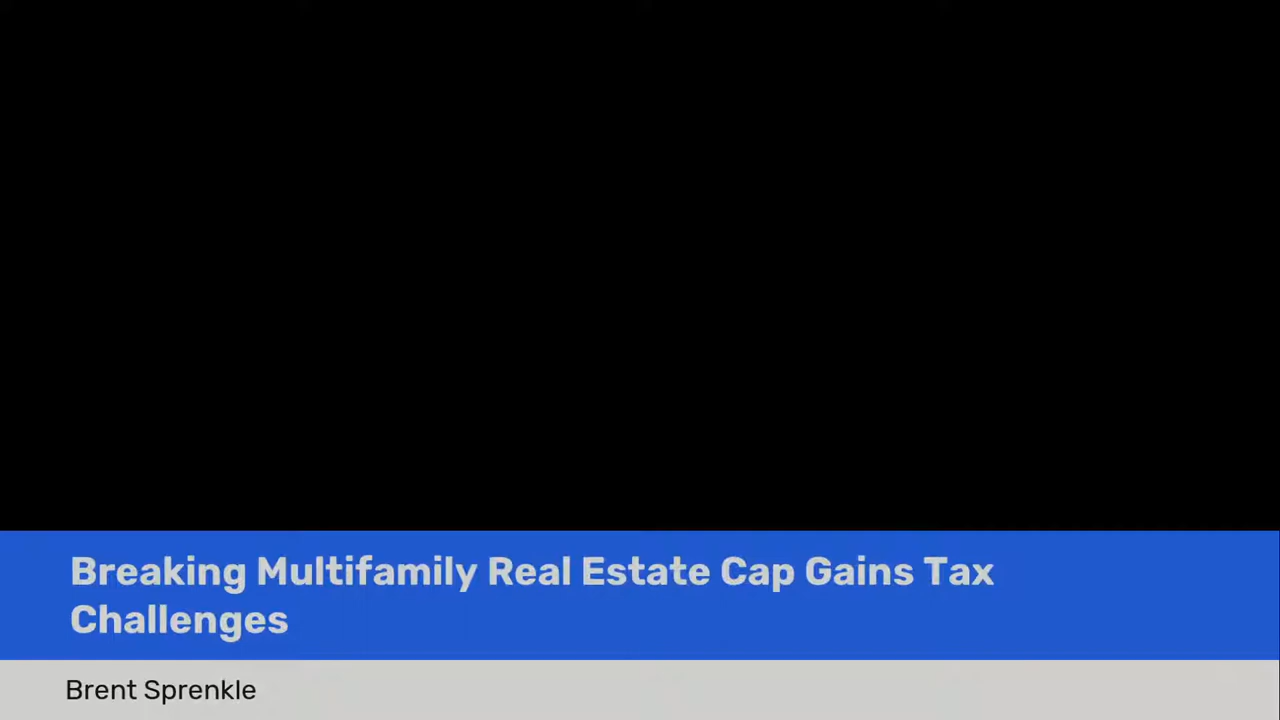 Breaking Multifamily Real Estate Cap Gains Tax
Challenges
Brent Sprenkle